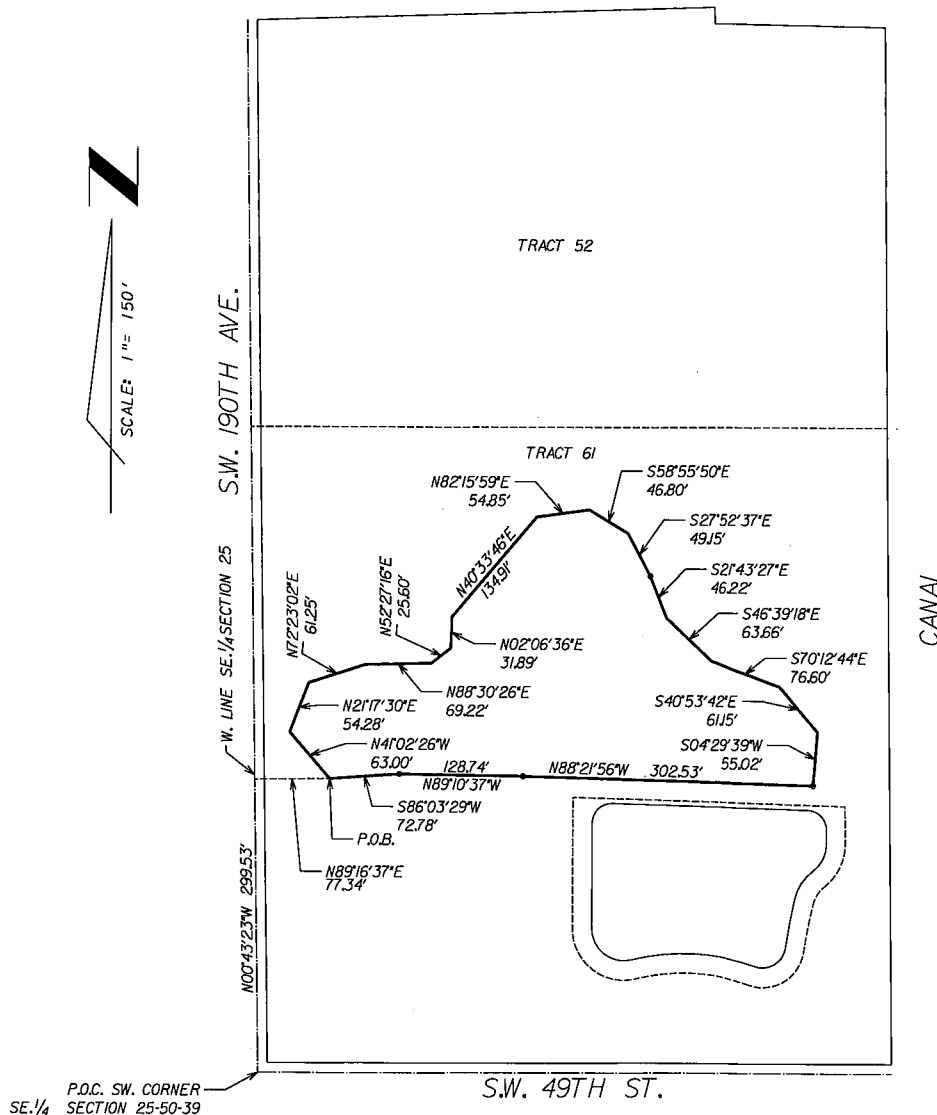 TRACT 52
SCALE: 1"= 150'
S.W. 190TH AVE.
TRACT 61
N82°15'59"E
54.85'
S58°55'50"E
46.80'
S27°52'37"E
49.15'
S21°43'27"E
46.22'
S46°39'18"E
63.66'
S70°12'44"E
76.60'
S40°53'42"E
61.15'
S04°29'39"W
55.02'
CANAL
N40°33'46"E
134.91'
N52°27'16"E
25.60'
N02°06'36"E
31.89'
N72°23'02"E
61.25'
N88°30'26"E
69.22'
N21°17'30"E
54.28'
N41°02'26"W
63.00'
128.74'
N89°10'37"W
N88°21'56"W
302.53'
S86°03'29"W
72.78'
P.O.B.
N89°16'37"E
77.34'
W. LINE SE.1/4 SECTION 25
N00°43'23"W 299.53'
P.O.C. SW. CORNER
SE.1/4 SECTION 25-50-39
S.W. 49TH ST.